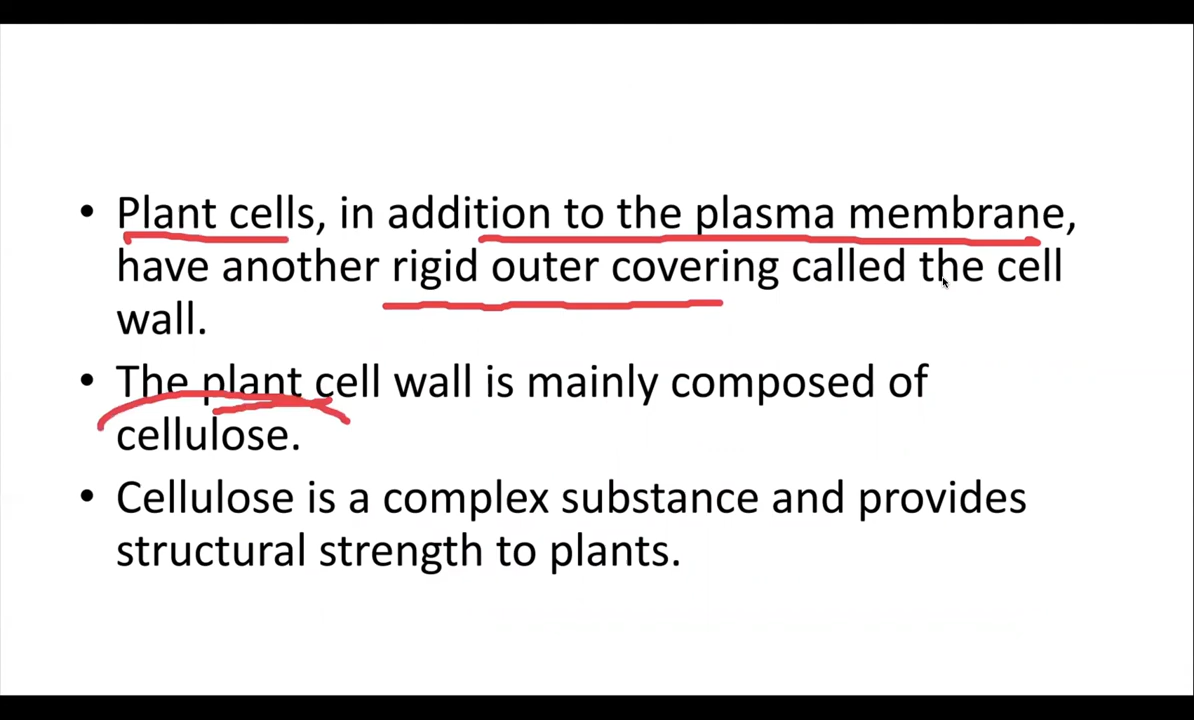 • Plant cells, in addition to the plasma membrane,
have another rigid outer covering called the cell
wall.
• The plant cell wall is mainly composed of
cellulose.
• Cellulose is a complex substance and provides
structural strength to plants.